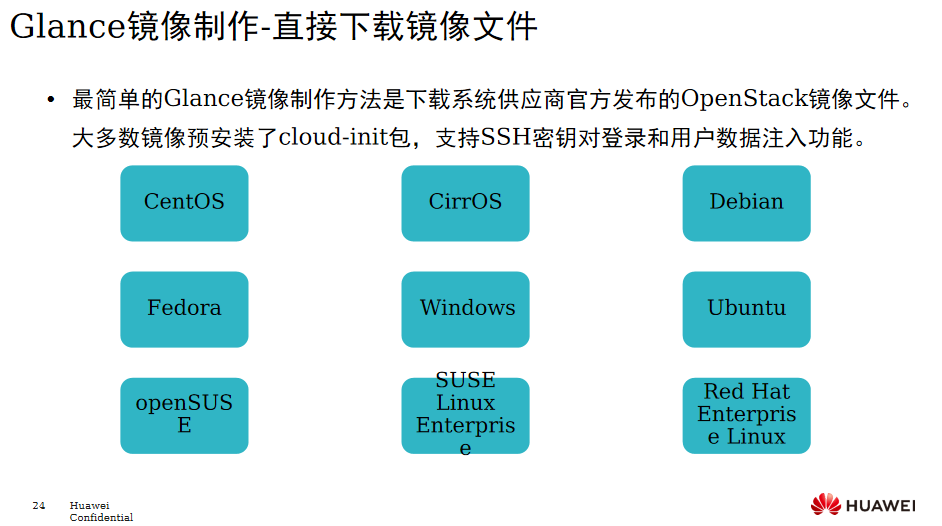 Glance镜像制作-直接下载镜像文件
• 最简单的Glance镜像制作方法是下载系统供应商官方发布的OpenStack镜像文件。
大多数镜像预安装了cloud-init包，支持SSH密钥对登录和用户数据注入功能。
CentOS
CirrOS
Debian
Fedora
Windows
Ubuntu
openSUS
E
SUSE
Linux
Enterpris
e
Red Hat
Enterpris
e Linux
24
Huawei
Confidential
HUAWEI